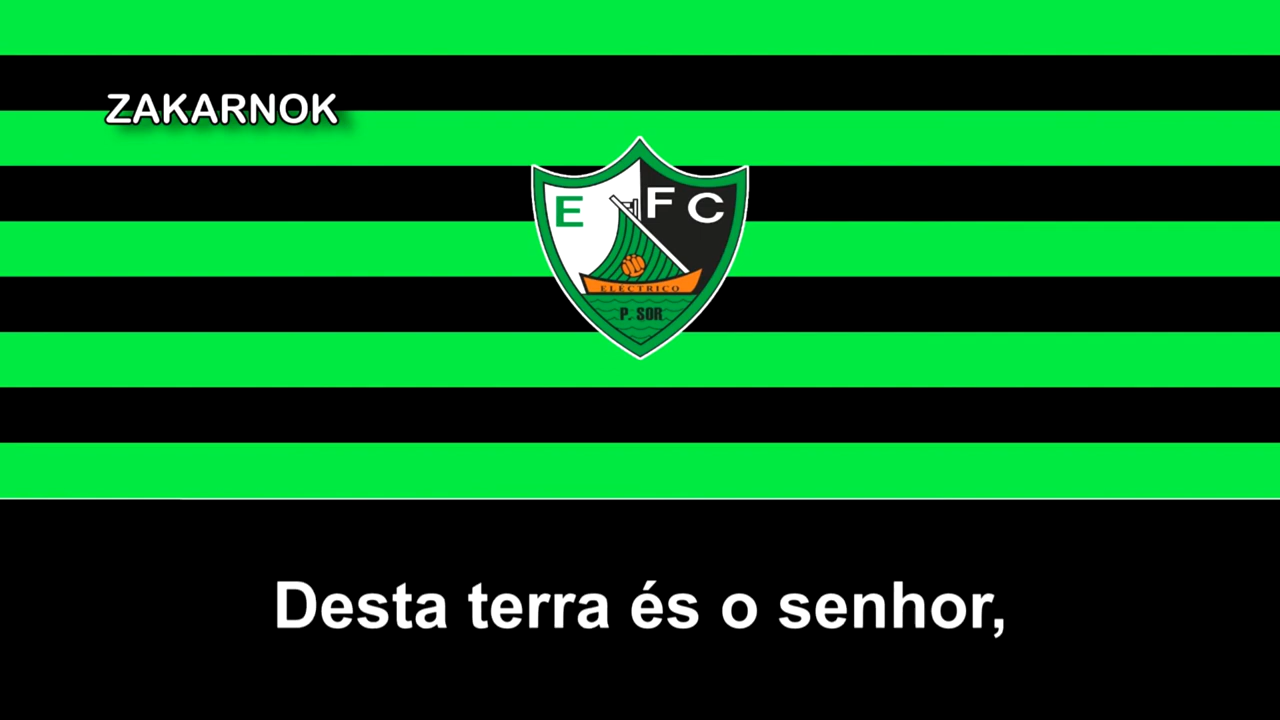 ZAKARNOK
E F C
ELÉCTRICO
P. SOR
Desta terra és o senhor,